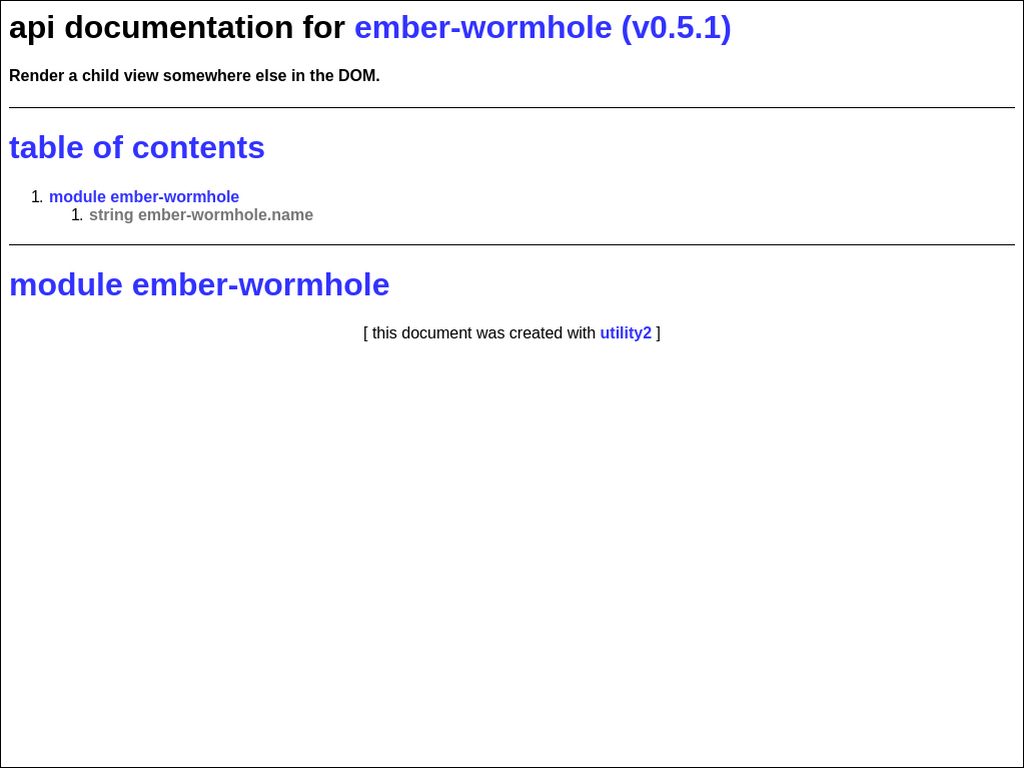 api documentation for ember-wormhole (v0.5.1)
Render a child view somewhere else in the DOM.
table of contents
1. module ember-wormhole
1. string ember-wormhole.name
module ember-wormhole
[ this document was created with utility2 ]